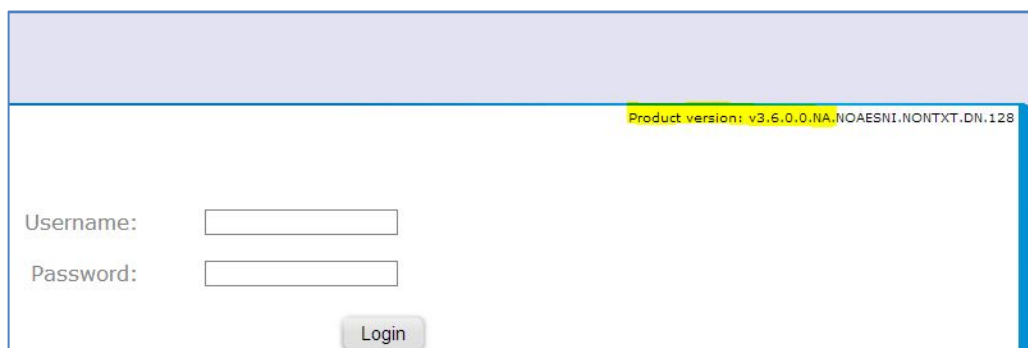 Product version: v3.6.0.0.NA.NOAESNI.NONTXT.DN.128
Username:
Password:
Login